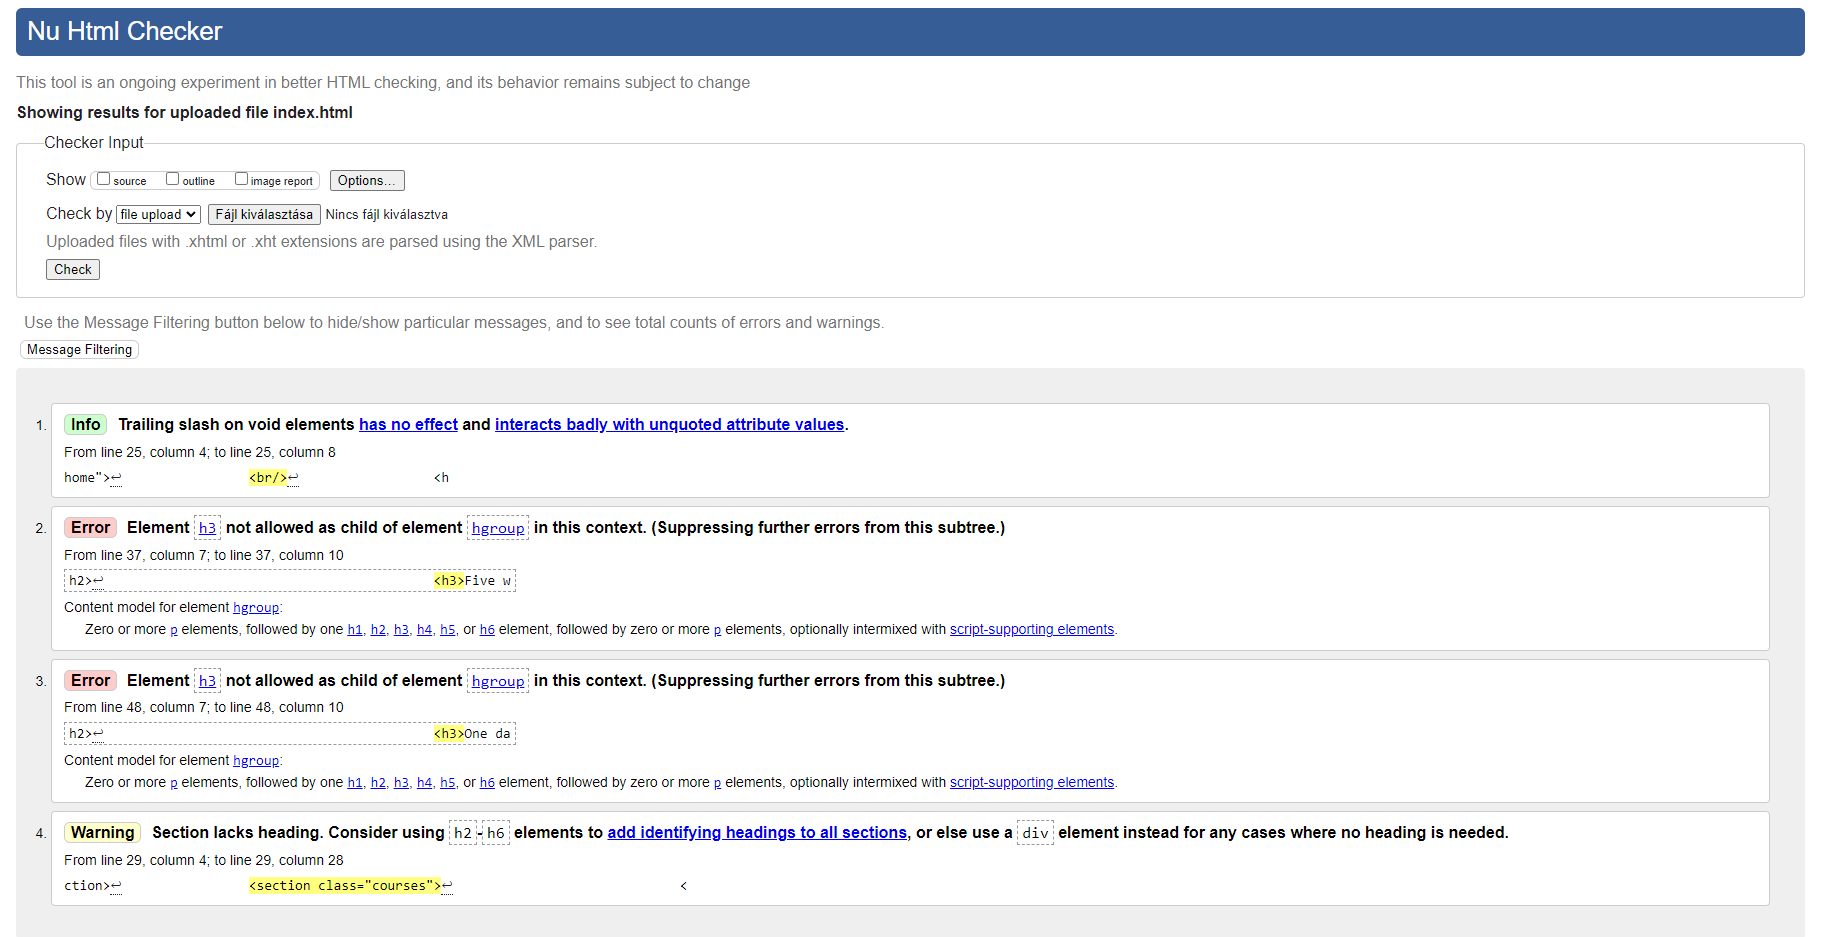 Nu Html Checker
This tool is an ongoing experiment in better HTML checking, and its behavior remains subject to change
Showing results for uploaded file index.html
Checker Input
Show source outline image report Options...
Check by file upload Fájl kiválasztása Nincs fájl kiválasztva
Uploaded files with .xhtml or .xht extensions are parsed using the XML parser.
Check
Use the Message Filtering button below to hide/show particular messages, and to see total counts of errors and warnings.
Message Filtering
1. Info Trailing slash on void elements has no effect and interacts badly with unquoted attribute values.
From line 25, column 4; to line 25, column 8
home">↩ <br/>↩ <h
2. Error Element h3 not allowed as child of element hgroup in this context. (Suppressing further errors from this subtree.)
From line 37, column 7; to line 37, column 10
h2>↩ <h3>Five w
Content model for element hgroup:
Zero or more p elements, followed by one h1, h2, h3, h4, h5, or h6 element, followed by zero or more p elements, optionally intermixed with script-supporting elements.
3. Error Element h3 not allowed as child of element hgroup in this context. (Suppressing further errors from this subtree.)
From line 48, column 7; to line 48, column 10
h2>↩ <h3>One da
Content model for element hgroup:
Zero or more p elements, followed by one h1, h2, h3, h4, h5, or h6 element, followed by zero or more p elements, optionally intermixed with script-supporting elements.
4. Warning Section lacks heading. Consider using h2-h6 elements to add identifying headings to all sections, or else use a div element instead for any cases where no heading is needed.
From line 29, column 4; to line 29, column 28
ction>↩ <section class="courses">↩ <